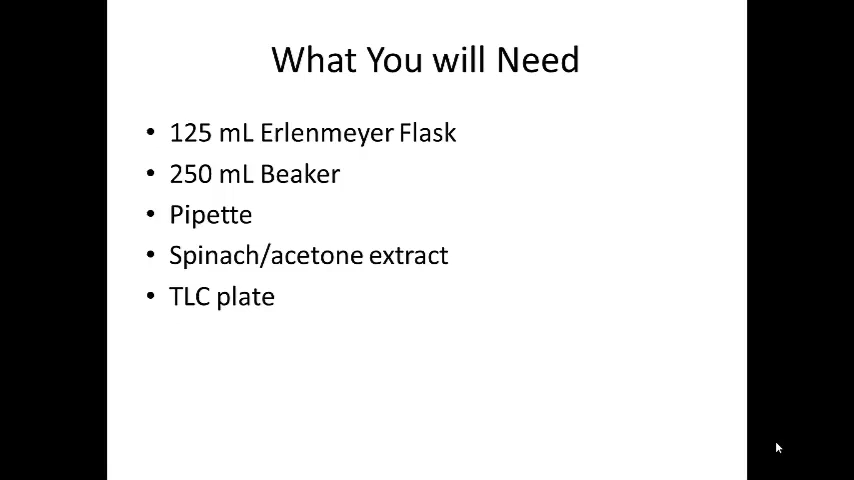 What You will Need
• 125 mL Erlenmeyer Flask
• 250 mL Beaker
• Pipette
• Spinach/acetone extract
• TLC plate